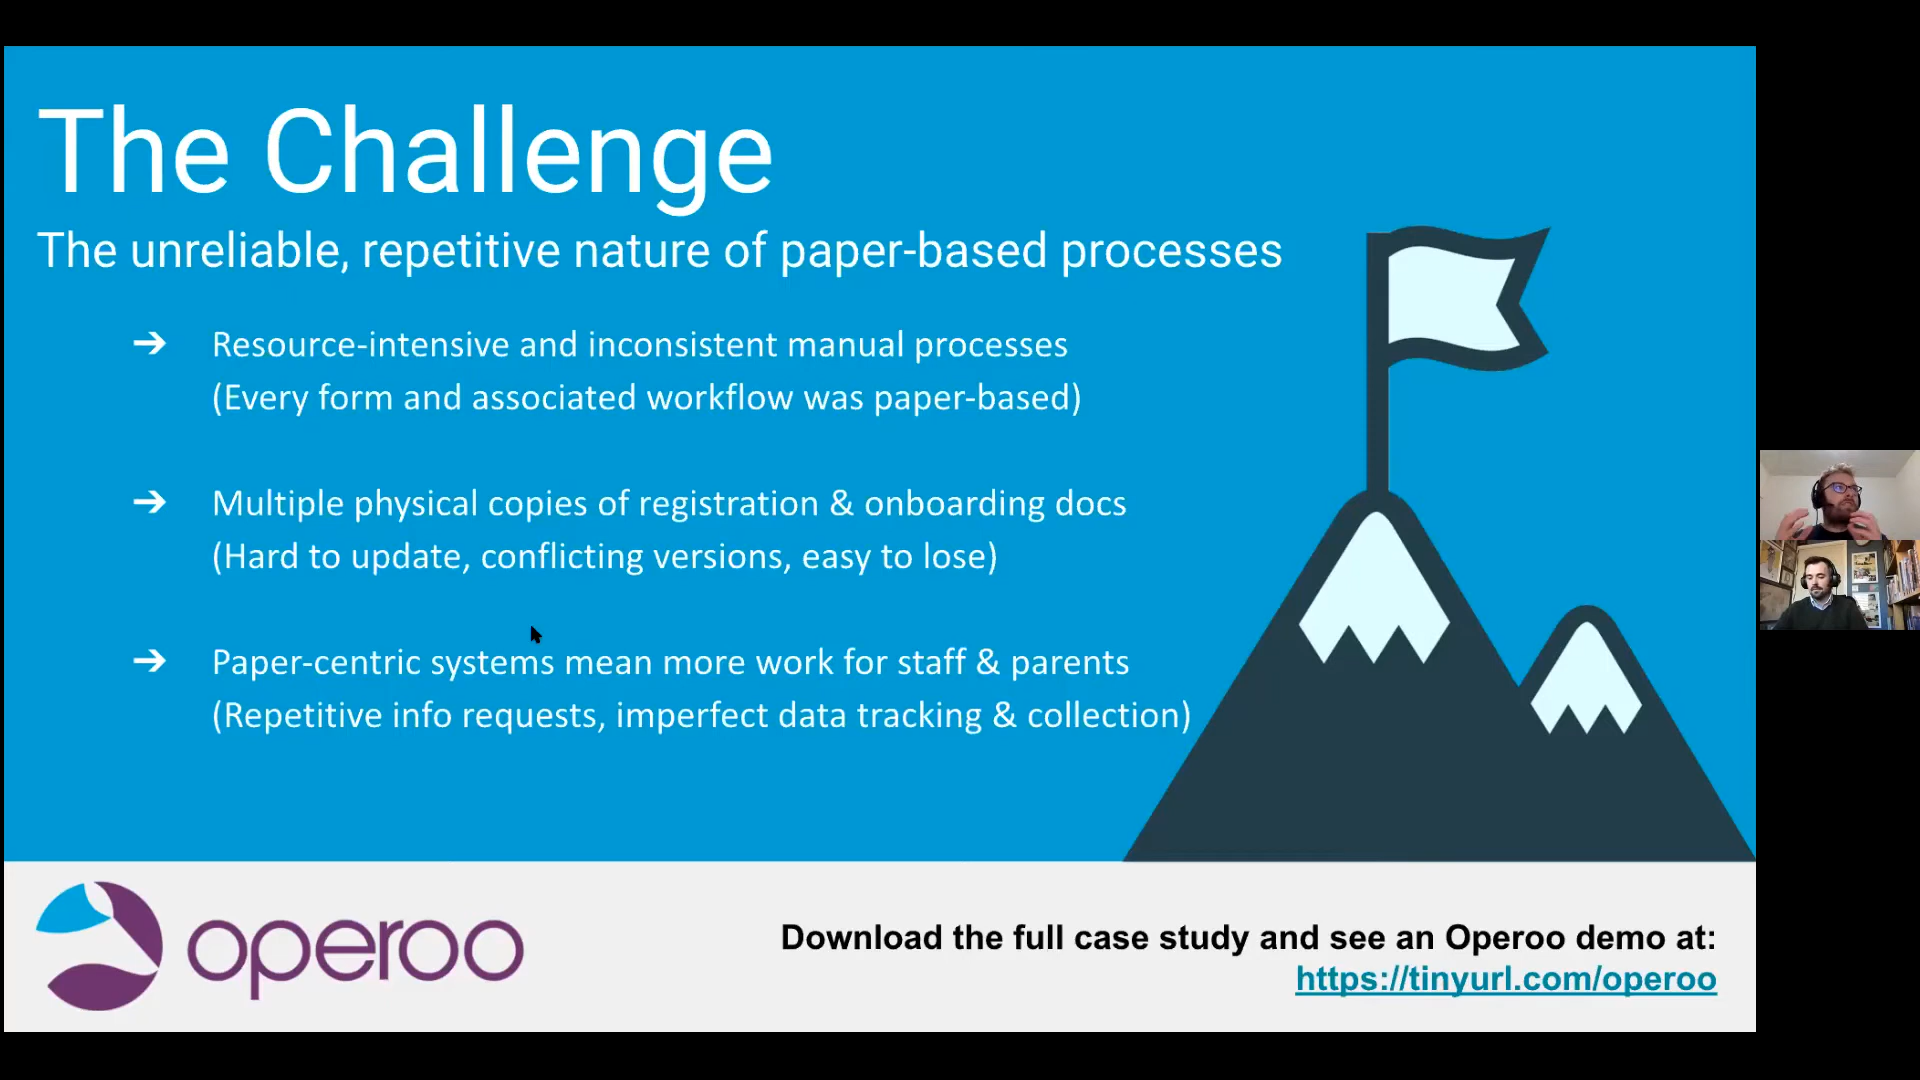 The Challenge
The unreliable, repetitive nature of paper-based processes
➔ Resource-intensive and inconsistent manual processes
(Every form and associated workflow was paper-based)
➔ Multiple physical copies of registration & onboarding docs
(Hard to update, conflicting versions, easy to lose)
➔ Paper-centric systems mean more work for staff & parents
(Repetitive info requests, imperfect data tracking & collection)
operoo
Download the full case study and see an Operoo demo at:
https://tinyurl.com/operoo